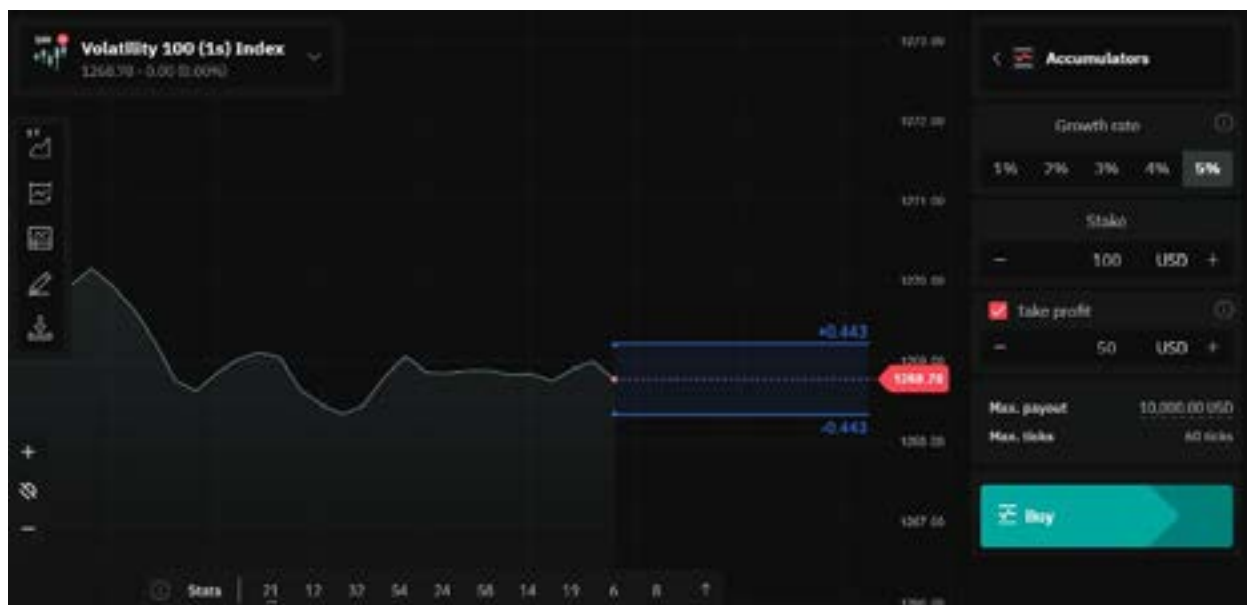 Volatility 100 (1s) Index
1268.70 - 0.00 (0.00%)
1T
1273.00
1272.00
1271.00
1270.00
1269.00
1268.70
1268.00
1267.00
+0.443
-0.443
Stats 21 12 32 54 24 58 14 19 6 8
Accumulators
Growth rate
1% 2% 3% 4% 5%
Stake
- 100 USD +
Take profit
- 50 USD +
Max. payout 10,000.00 USD
Max. ticks 60 ticks
Buy